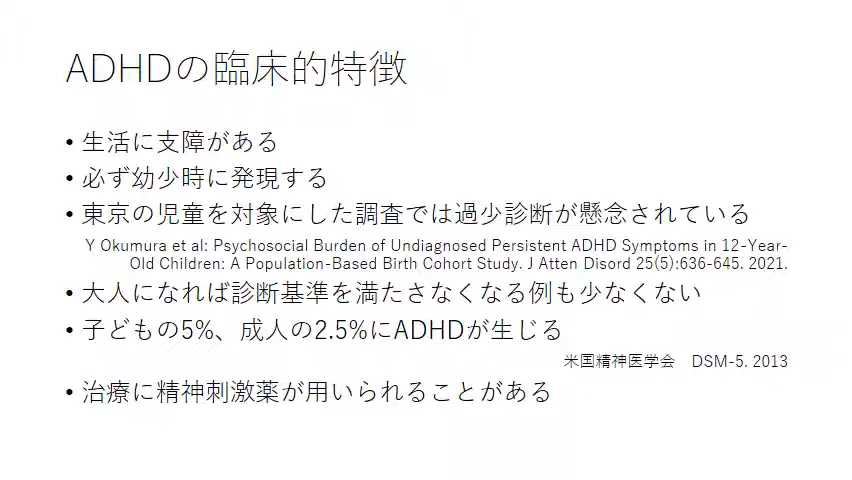 ADHDの臨床的特徴
• 生活に支障がある
• 必ず幼少時に発現する
• 東京の児童を対象にした調査では過少診断が懸念されている
Y Okumura et al: Psychosocial Burden of Undiagnosed Persistent ADHD Symptoms in 12-Year-
Old Children: A Population-Based Birth Cohort Study. J Atten Disord 25(5):636-645. 2021.
• 大人になれば診断基準を満たさなくなる例も少なくない
• 子どもの5%、成人の2.5%にADHDが生じる
米国精神医学会　DSM-5. 2013
• 治療に精神刺激薬が用いられることがある